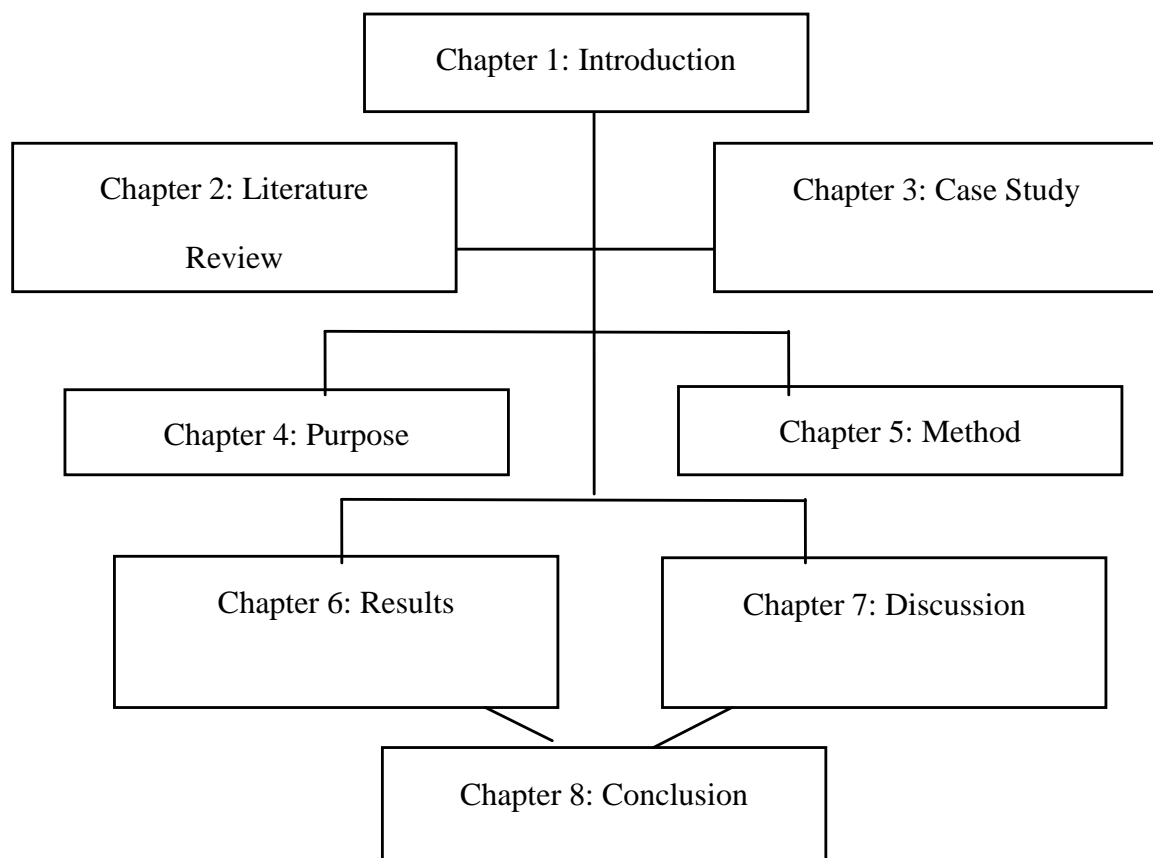 Chapter 1: Introduction
Chapter 2: Literature
Review
Chapter 3: Case Study
Chapter 4: Purpose
Chapter 5: Method
Chapter 6: Results
Chapter 7: Discussion
Chapter 8: Conclusion